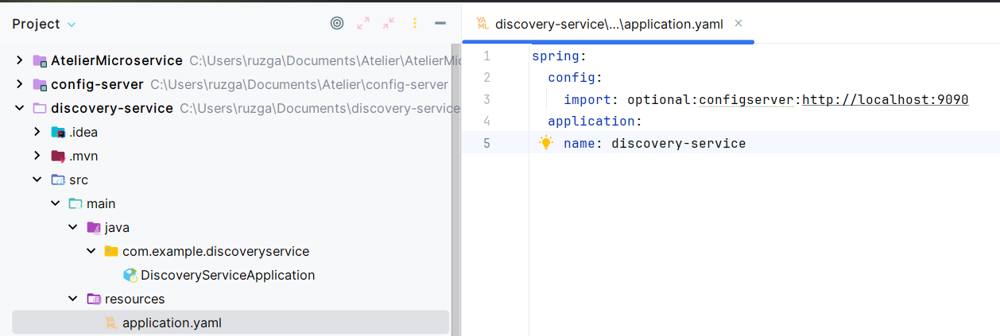 Project
AtelierMicroservice C:\Users\ruzga\Documents\Atelier\AtelierMic
config-server C:\Users\ruzga\Documents\Atelier\config-server
discovery-service C:\Users\ruzga\Documents\discovery-service
.idea
.mvn
src
main
java
com.example.discoveryservice
DiscoveryServiceApplication
resources
YAML application.yaml
YAML discovery-service\...\application.yaml
1 spring:
2 config:
3 import: optional:configserver:http://localhost:9090
4 application:
5 name: discovery-service